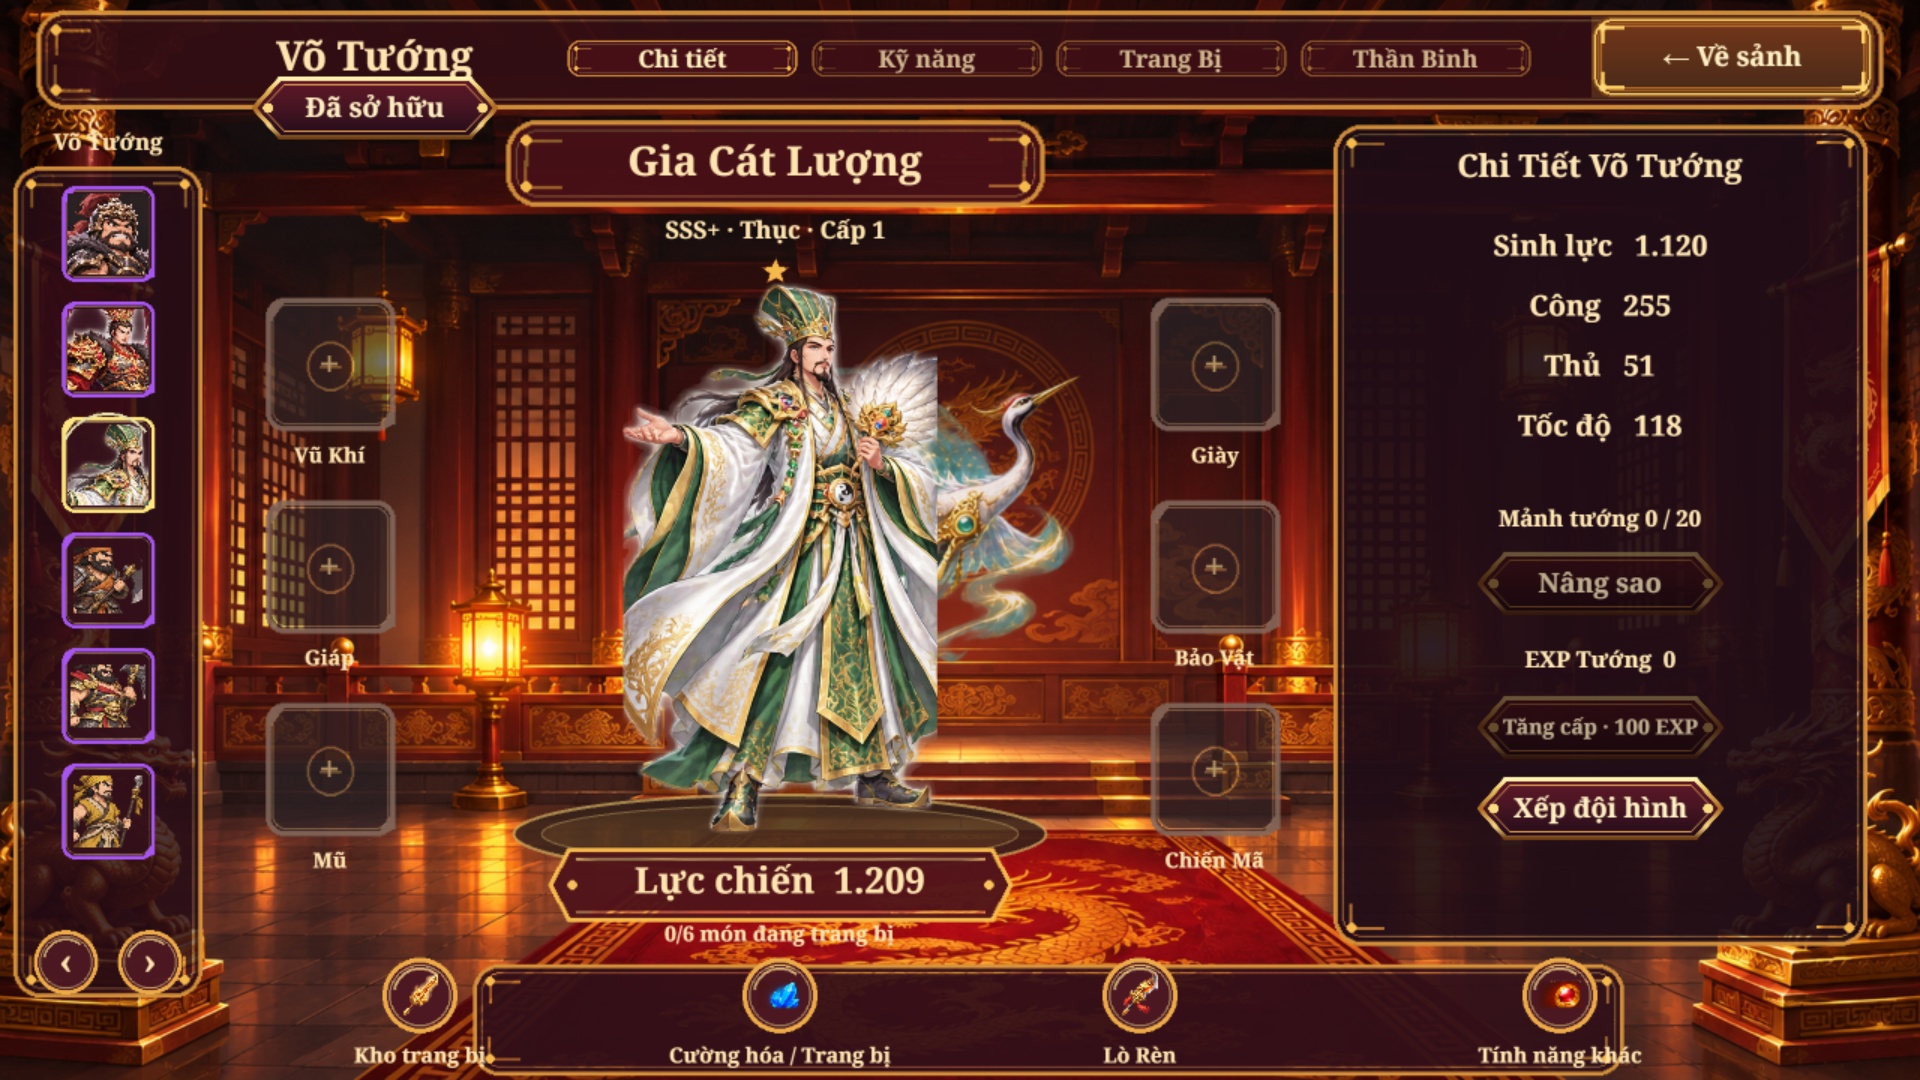 Võ Tướng
Chi tiết
Kỹ năng
Trang Bị
Thần Binh
← Về sảnh
Đã sở hữu
Võ Tướng
Gia Cát Lượng
SSS+ · Thục · Cấp 1
Vũ Khí
Giáp
Mũ
Giày
Bảo Vật
Chiến Mã
Lực chiến 1.209
0/6 món đang trang bị
Chi Tiết Võ Tướng
Sinh lực 1.120
Công 255
Thủ 51
Tốc độ 118
Mảnh tướng 0 / 20
Nâng sao
EXP Tướng 0
Tăng cấp · 100 EXP
Xếp đội hình
‹ ›
Kho trang bị
Cường hóa / Trang bị
Lò Rèn
Tính năng khác